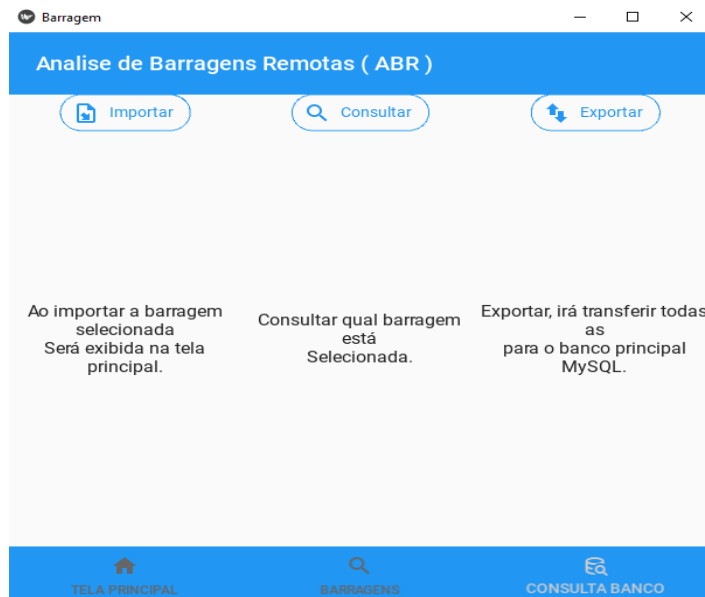 Barragem
Analise de Barragens Remotas ( ABR )
Importar
Consultar
Exportar
Ao importar a barragem
selecionada
Será exibida na tela
principal.
Consultar qual barragem
está
Selecionada.
Exportar, irá transferir todas
as
para o banco principal
MySQL.
TELA PRINCIPAL
BARRAGENS
CONSULTA BANCO